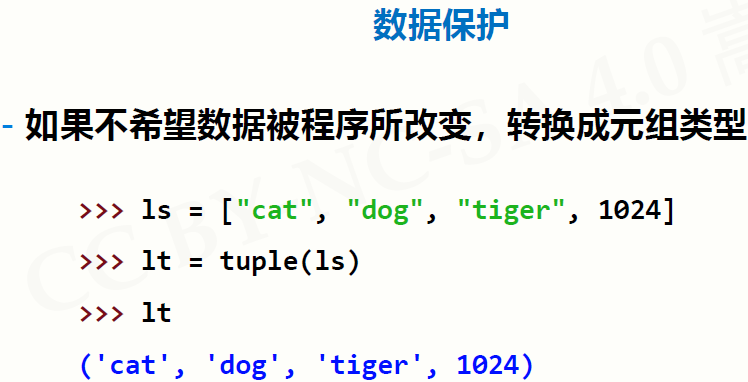 数据保护
- 如果不希望数据被程序所改变，转换成元组类型
>>> ls = ["cat", "dog", "tiger", 1024]
>>> lt = tuple(ls)
>>> lt
('cat', 'dog', 'tiger', 1024)
CC BY NC-SA 4.0 嵩